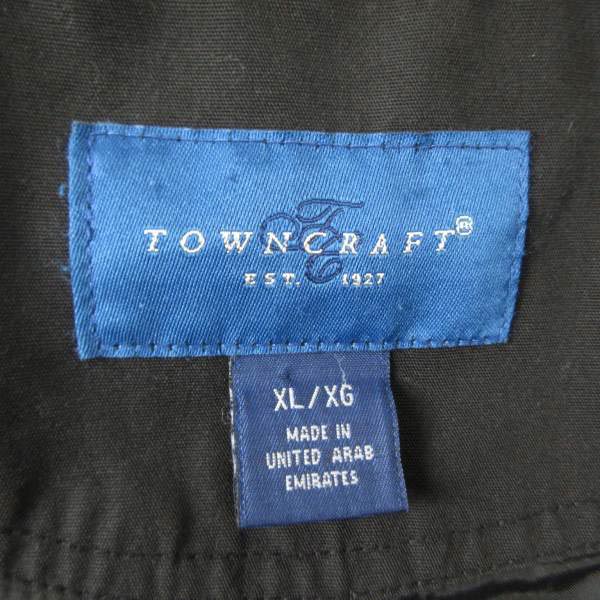 TOWNCRAFT®
EST. 1927
XL/XG
MADE IN
UNITED ARAB
EMIRATES